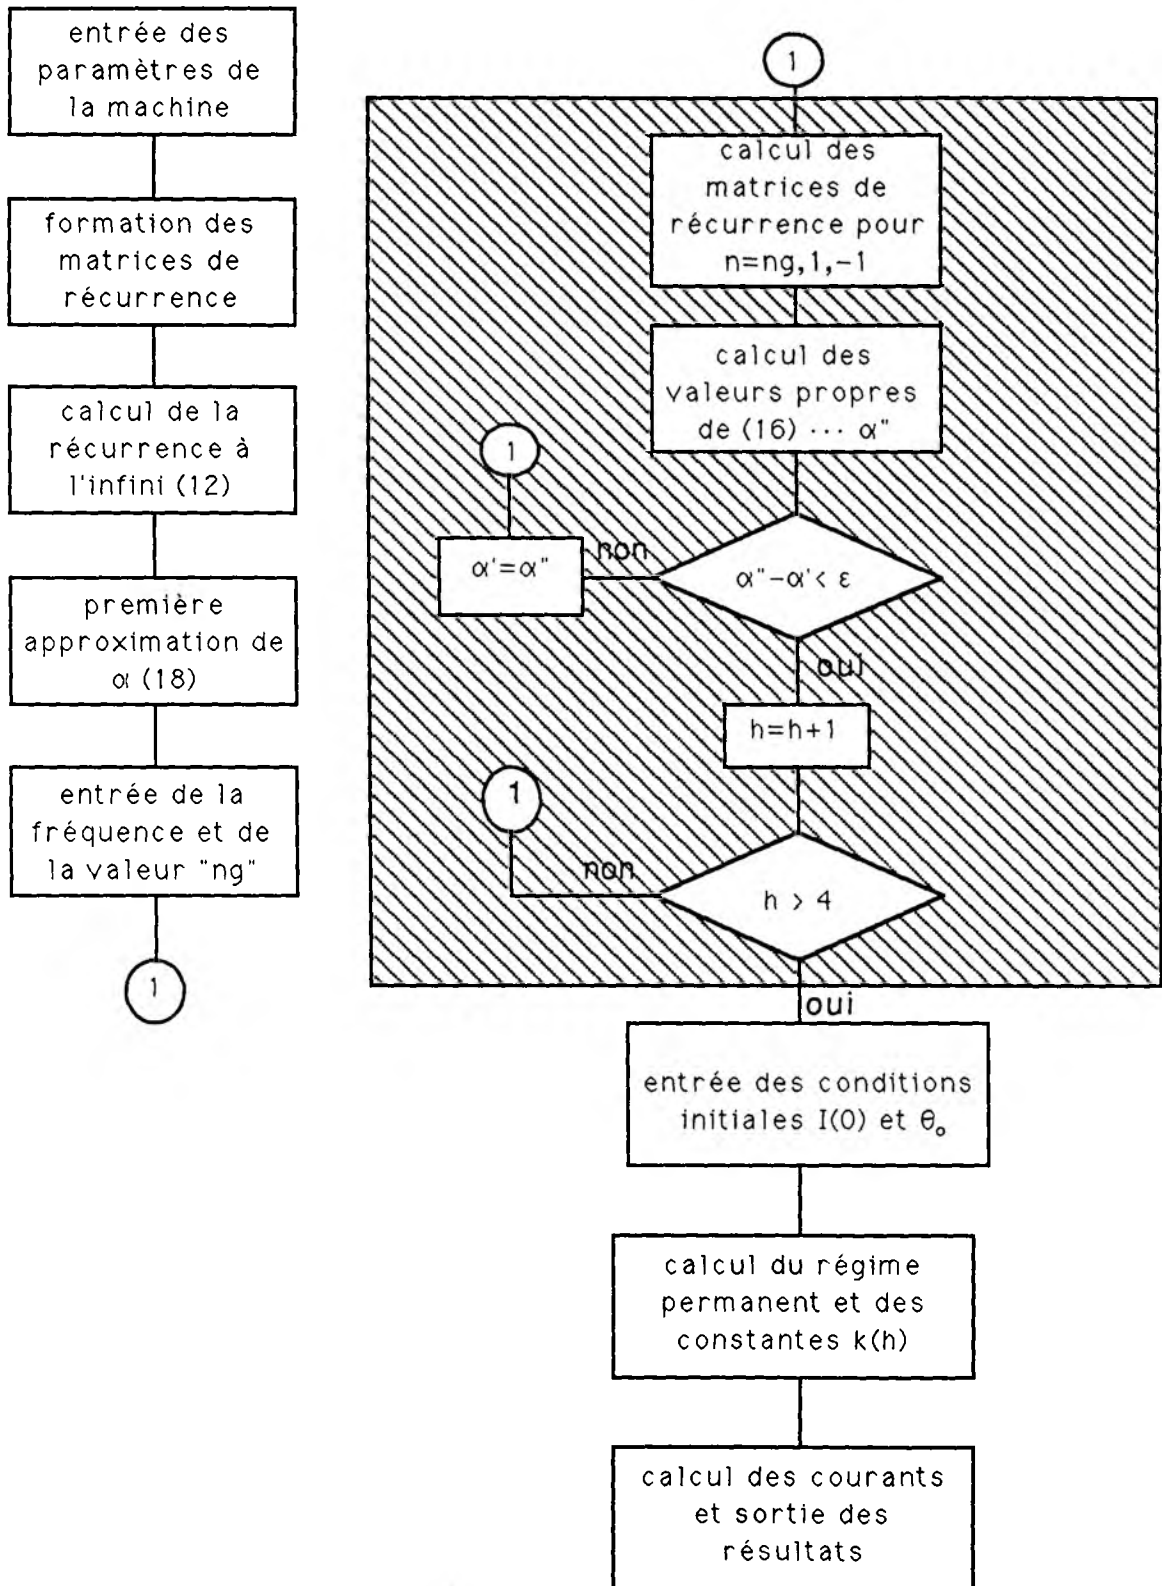 entrée des
paramètres de
la machine
formation des
matrices de
récurrence
calcul de la
récurrence à
l'infini (12)
première
approximation de
α (18)
entrée de la
fréquence et de
la valeur "ng"
1
1
calcul des
matrices de
récurrence pour
n=ng,1,-1
calcul des
valeurs propres
de (16) ... α"
1
α'=α"
non
α"-α'< ε
oui
h=h+1
1
non
h > 4
oui
entrée des conditions
initiales I(0) et θₒ
calcul du régime
permanent et des
constantes k(h)
calcul des courants
et sortie des
résultats